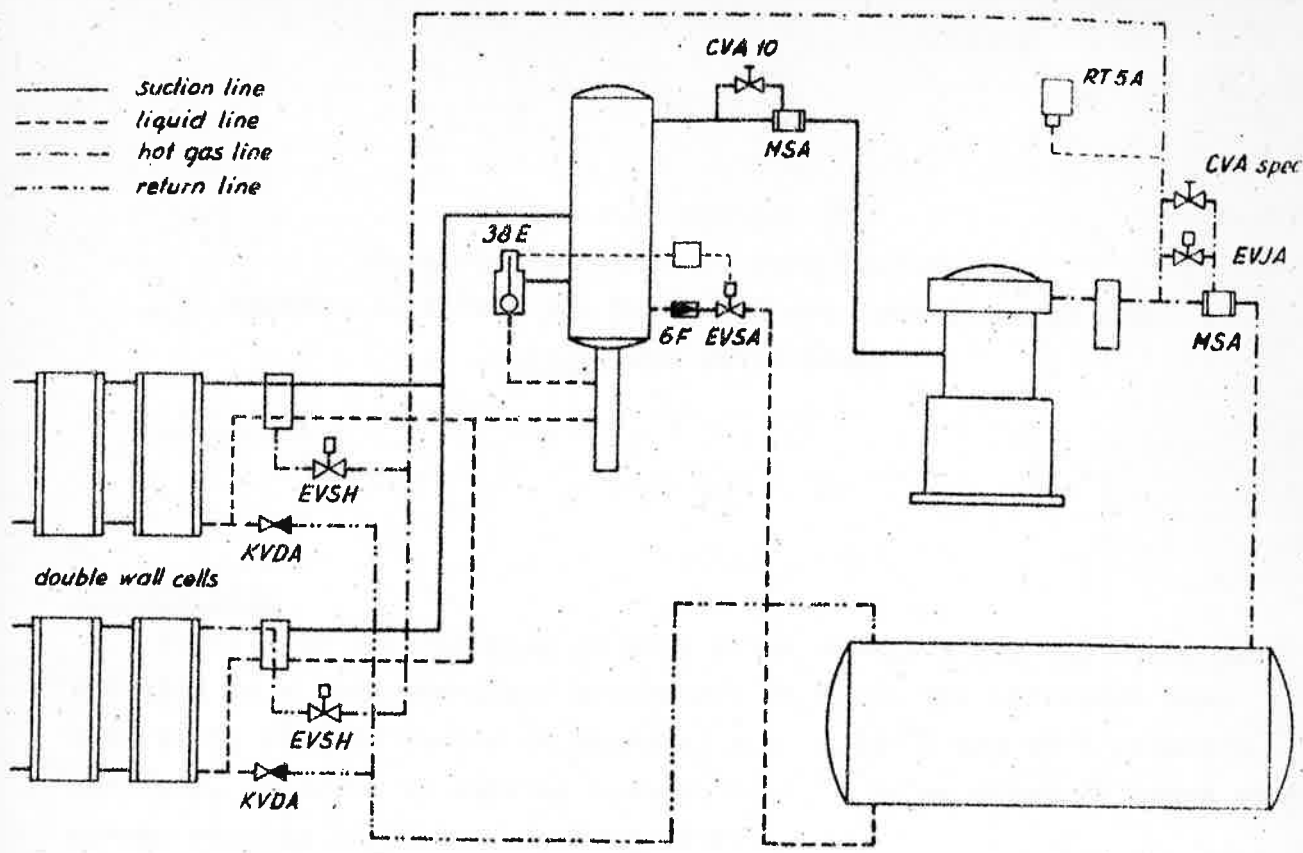 suction line
liquid line
hot gas line
return line
CVA 10
MSA
RT 5A
CVA spec
EVJA
MSA
38 E
6F EVSA
EVSH
KVDA
double wall cells
EVSH
KVDA